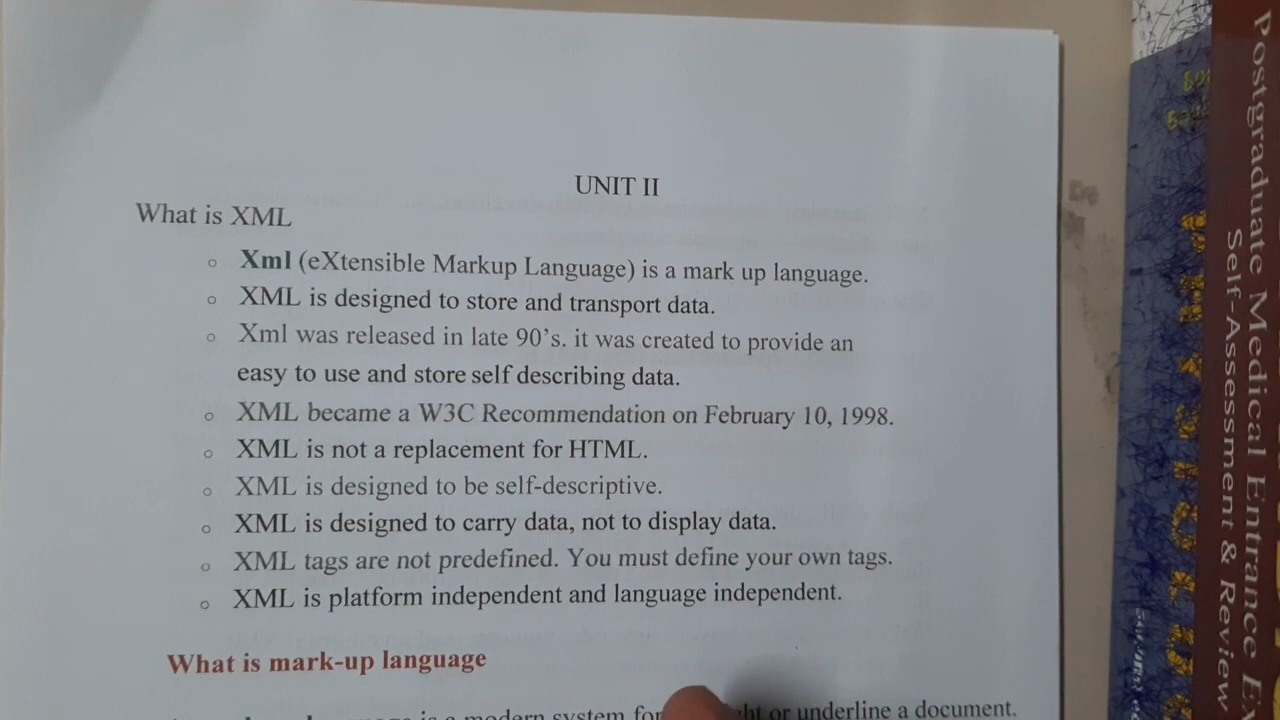 UNIT II
What is XML
Xml (eXtensible Markup Language) is a mark up language.
XML is designed to store and transport data.
Xml was released in late 90's. it was created to provide an
easy to use and store self describing data.
XML became a W3C Recommendation on February 10, 1998.
XML is not a replacement for HTML.
XML is designed to be self-descriptive.
XML is designed to carry data, not to display data.
XML tags are not predefined. You must define your own tags.
XML is platform independent and language independent.
What is mark-up language
is a modern system for or underline a document.
Postgraduate Medical Entrance
Self-Assessment & Review